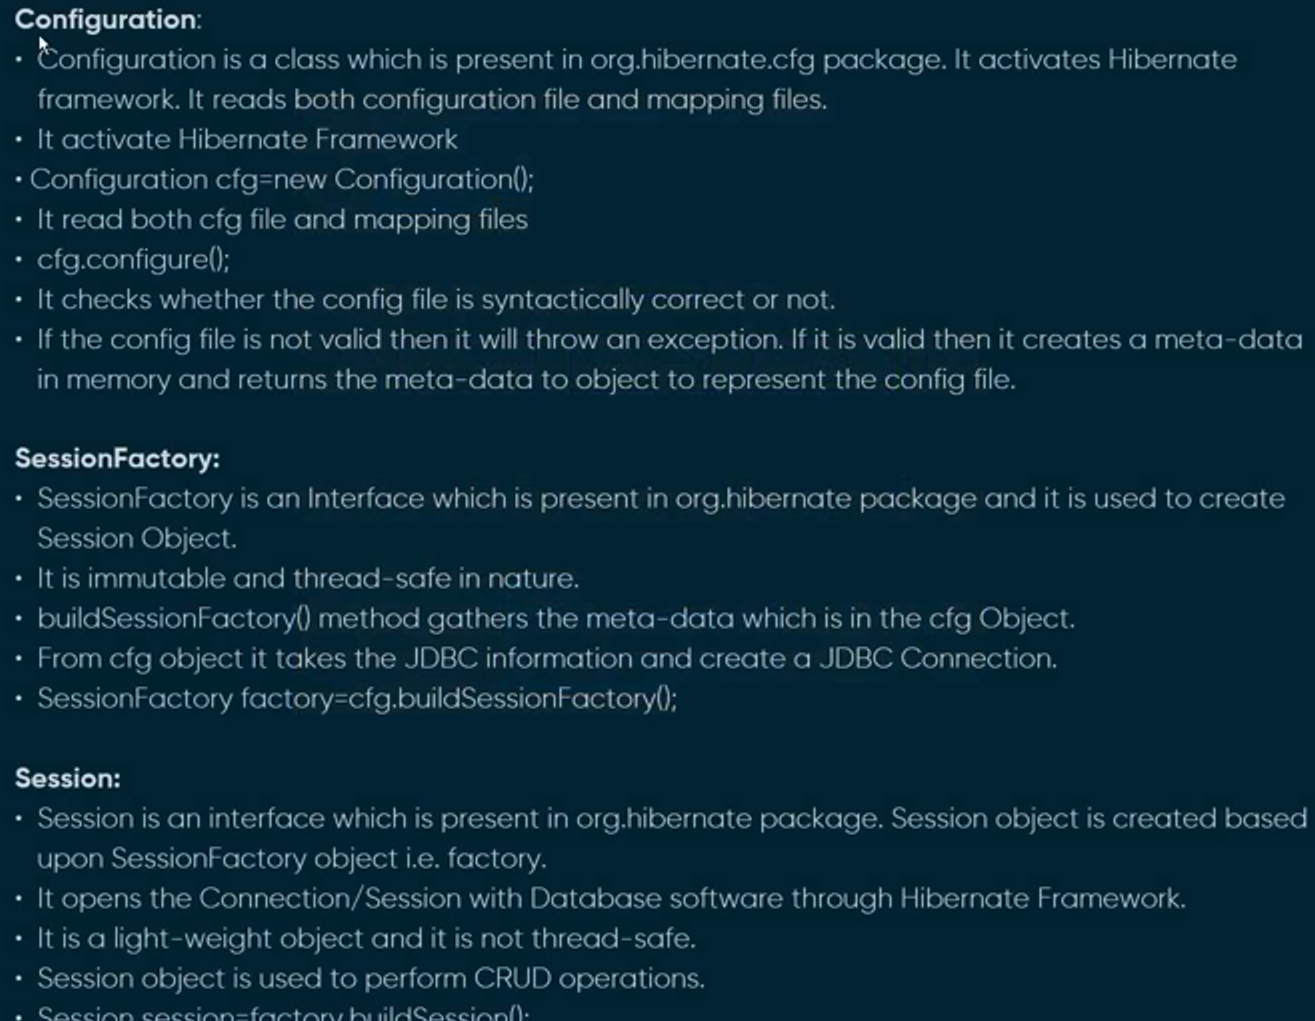 Configuration:
• Configuration is a class which is present in org.hibernate.cfg package. It activates Hibernate
framework. It reads both configuration file and mapping files.
• It activate Hibernate Framework
• Configuration cfg=new Configuration();
• It read both cfg file and mapping files
• cfg.configure();
• It checks whether the config file is syntactically correct or not.
• If the config file is not valid then it will throw an exception. If it is valid then it creates a meta-data
in memory and returns the meta-data to object to represent the config file.
SessionFactory:
• SessionFactory is an Interface which is present in org.hibernate package and it is used to create
Session Object.
• It is immutable and thread-safe in nature.
• buildSessionFactory() method gathers the meta-data which is in the cfg Object.
• From cfg object it takes the JDBC information and create a JDBC Connection.
• SessionFactory factory=cfg.buildSessionFactory();
Session:
• Session is an interface which is present in org.hibernate package. Session object is created based
upon SessionFactory object i.e. factory.
• It opens the Connection/Session with Database software through Hibernate Framework.
• It is a light-weight object and it is not thread-safe.
• Session object is used to perform CRUD operations.
• Session session=factory.buildSession();